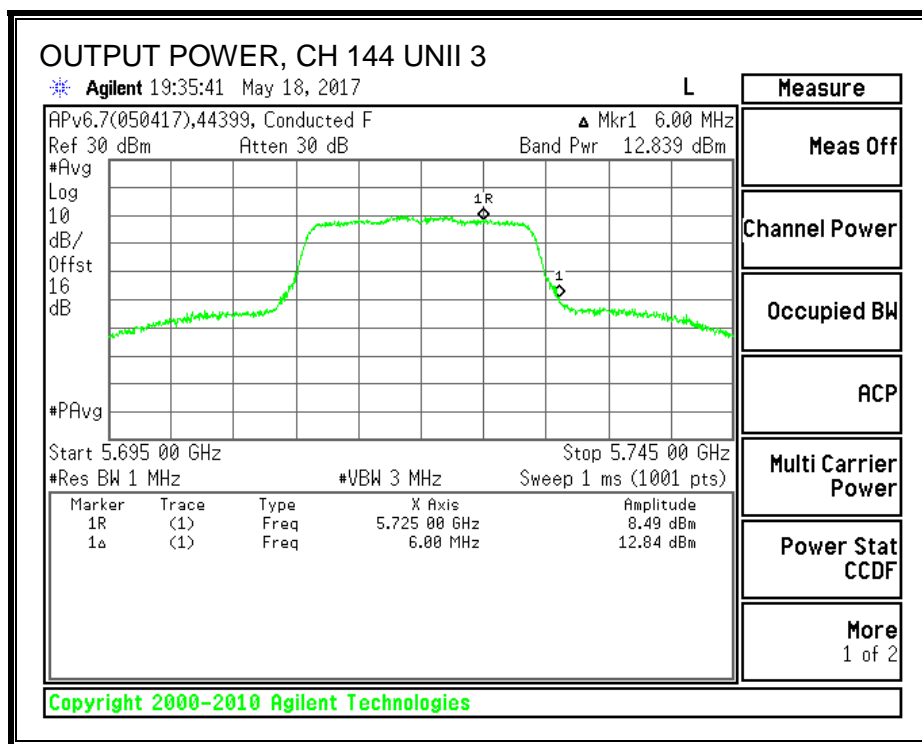 OUTPUT POWER, CH 144 UNII 3
Agilent 19:35:41 May 18, 2017 L
Measure
APv6.7(050417),44399, Conducted F Δ Mkr1 6.00 MHz
Ref 30 dBm Atten 30 dB Band Pwr 12.839 dBm
Meas Off
#Avg
Log
10
dB/
Offst
16
dB
1R
1
#PAvg
Channel Power
Occupied BW
ACP
Start 5.695 00 GHz Stop 5.745 00 GHz
#Res BW 1 MHz #VBW 3 MHz Sweep 1 ms (1001 pts)
Multi Carrier
Power
Marker Trace Type X Axis Amplitude
1R (1) Freq 5.725 00 GHz 8.49 dBm
1Δ (1) Freq 6.00 MHz 12.84 dBm
Power Stat
CCDF
More
1 of 2
Copyright 2000-2010 Agilent Technologies